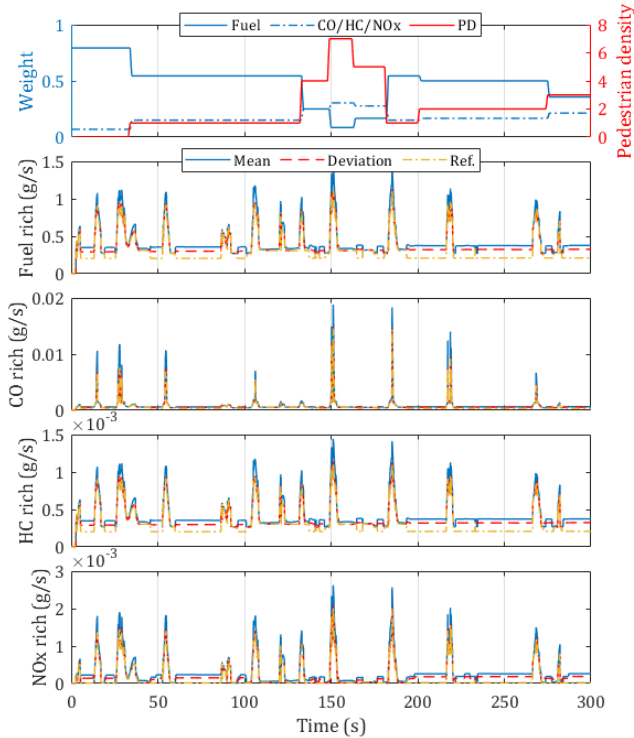 Fuel CO/HC/NOx PD
1 8
6
0.5 4
2
0 0
Weight
Pedestrian density
Mean Deviation Ref.
1.5
1
0.5
0
Fuel rich (g/s)
0.02
0.01
0
CO rich (g/s)
×10⁻³
1.5
1
0.5
0
HC rich (g/s)
×10⁻³
3
2
1
0
NOx rich (g/s)
0 50 100 150 200 250 300
Time (s)